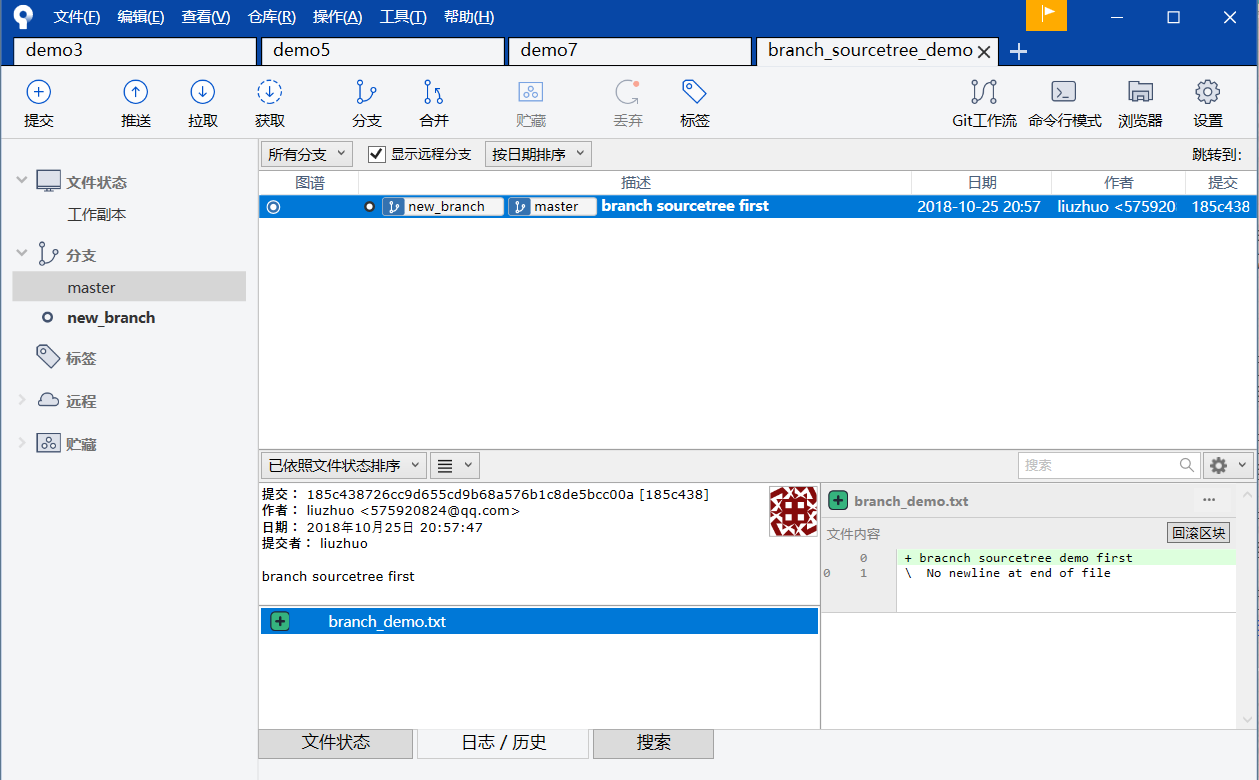 文件(F) 编辑(E) 查看(V) 仓库(R) 操作(A) 工具(T) 帮助(H)
demo3 demo5 demo7 branch_sourcetree_demo
提交 推送 拉取 获取 分支 合并 贮藏 丢弃 标签 Git工作流 命令行模式 浏览器 设置
所有分支 显示远程分支 按日期排序 跳转到:
图谱 描述 日期 作者 提交
new_branch master branch sourcetree first 2018-10-25 20:57 liuzhuo <575920 185c438
文件状态
工作副本
分支
master
new_branch
标签
远程
贮藏
已依照文件状态排序 搜索
提交: 185c438726cc9d655cd9b68a576b1c8de5bcc00a [185c438]
作者: liuzhuo <575920824@qq.com>
日期: 2018年10月25日 20:57:47
提交者: liuzhuo
branch sourcetree first
branch_demo.txt
branch_demo.txt
文件内容 回滚区块
0 + bracnch sourcetree demo first
0 1 \ No newline at end of file
文件状态 日志 / 历史 搜索